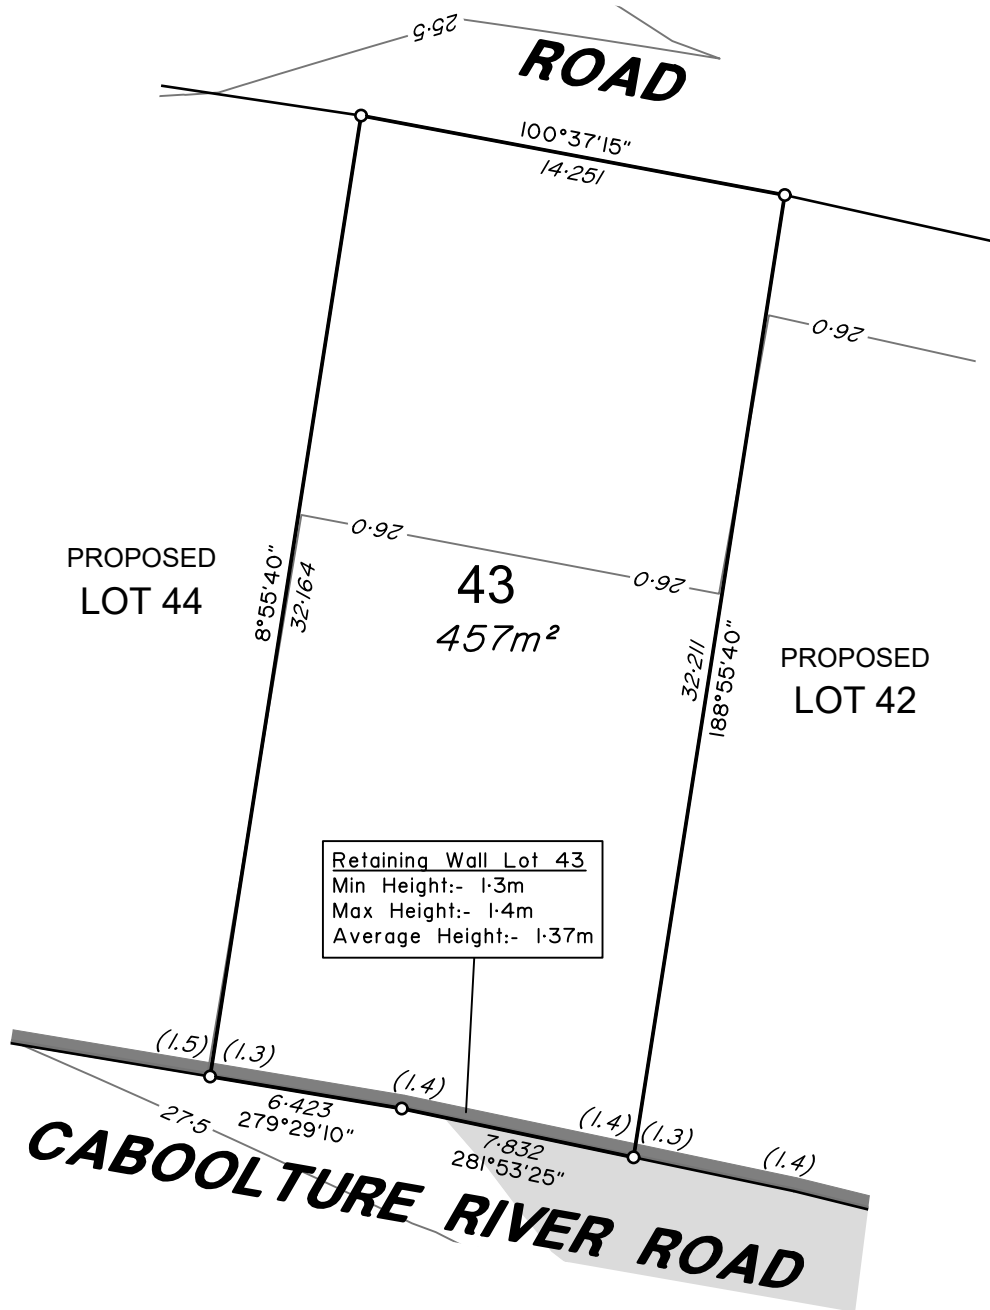 25·5
ROAD
100°37'15"
14·251
26·0
26·0
26·0
PROPOSED
LOT 44
8°55'40"
32·164
43
457m²
32·211
188°55'40"
PROPOSED
LOT 42
Retaining Wall Lot 43
Min Height:- 1·3m
Max Height:- 1·4m
Average Height:- 1·37m
(1.5)
(1.3)
(1.4)
(1.4)
(1.3)
(1.4)
6·423
279°29'10"
7·832
281°53'25"
27·5
CABOOLTURE RIVER ROAD